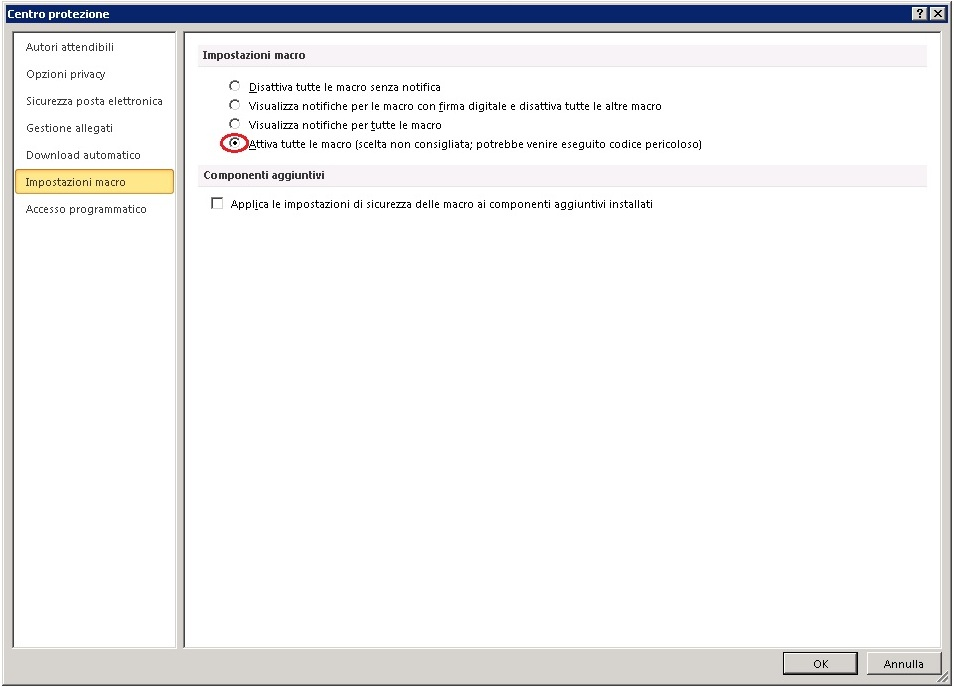 Centro protezione
Autori attendibili
Opzioni privacy
Sicurezza posta elettronica
Gestione allegati
Download automatico
Impostazioni macro
Accesso programmatico
Impostazioni macro
Disattiva tutte le macro senza notifica
Visualizza notifiche per le macro con firma digitale e disattiva tutte le altre macro
Visualizza notifiche per tutte le macro
Attiva tutte le macro (scelta non consigliata; potrebbe venire eseguito codice pericoloso)
Componenti aggiuntivi
Applica le impostazioni di sicurezza delle macro ai componenti aggiuntivi installati
OK
Annulla